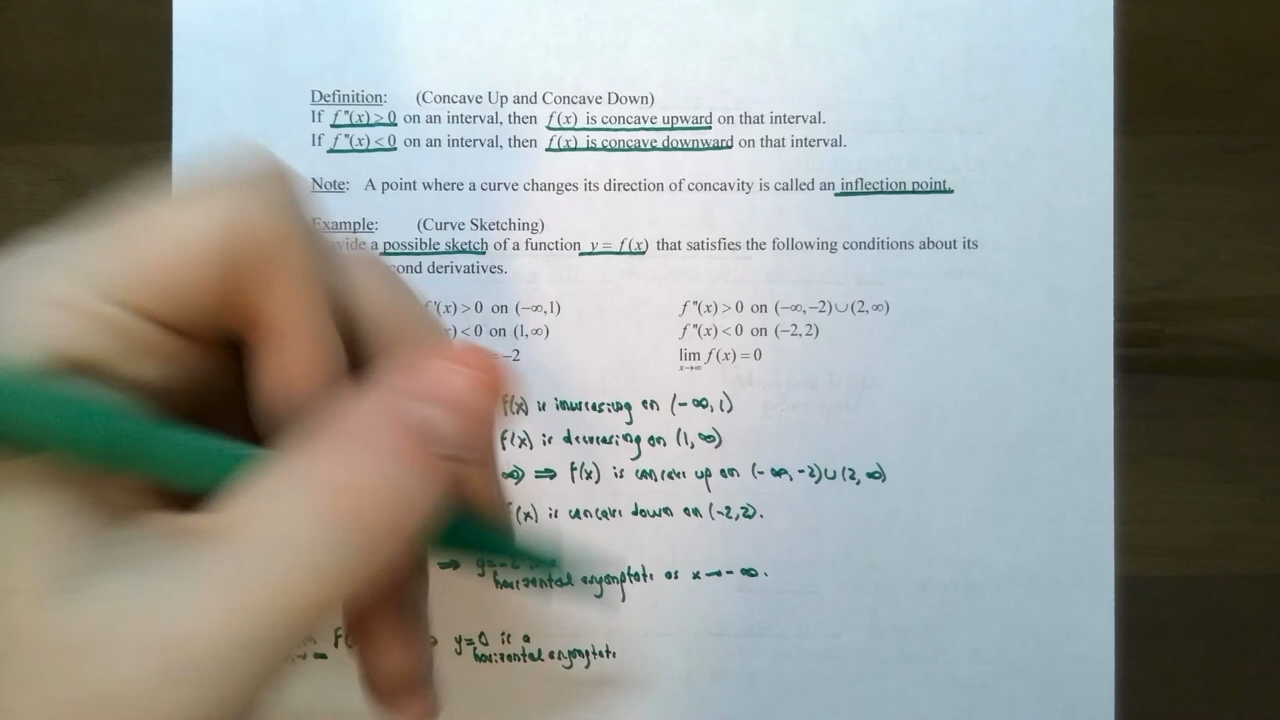 Definition: (Concave Up and Concave Down)
If f "(x) > 0 on an interval, then f(x) is concave upward on that interval.
If f "(x) < 0 on an interval, then f(x) is concave downward on that interval.
Note: A point where a curve changes its direction of concavity is called an inflection point.
Example: (Curve Sketching)
a possible sketch of a function y = f(x) that satisfies the following conditions about its
derivatives.
f '(x) > 0 on (−∞,1) f "(x) > 0 on (−∞,−2)∪(2,∞)
< 0 on (1,∞) f "(x) < 0 on (−2,2)
−2 lim f(x) = 0
x→∞
f(x) is increasing on (-∞, 1)
f(x) is decreasing on (1, ∞)
∞) ⇒ f(x) is concave up on (-∞, -2)∪(2, ∞)
f(x) is concave down on (-2,2).
⇒
horizontal asymptote as x→-∞.
y=0 is a
horizontal asymptote